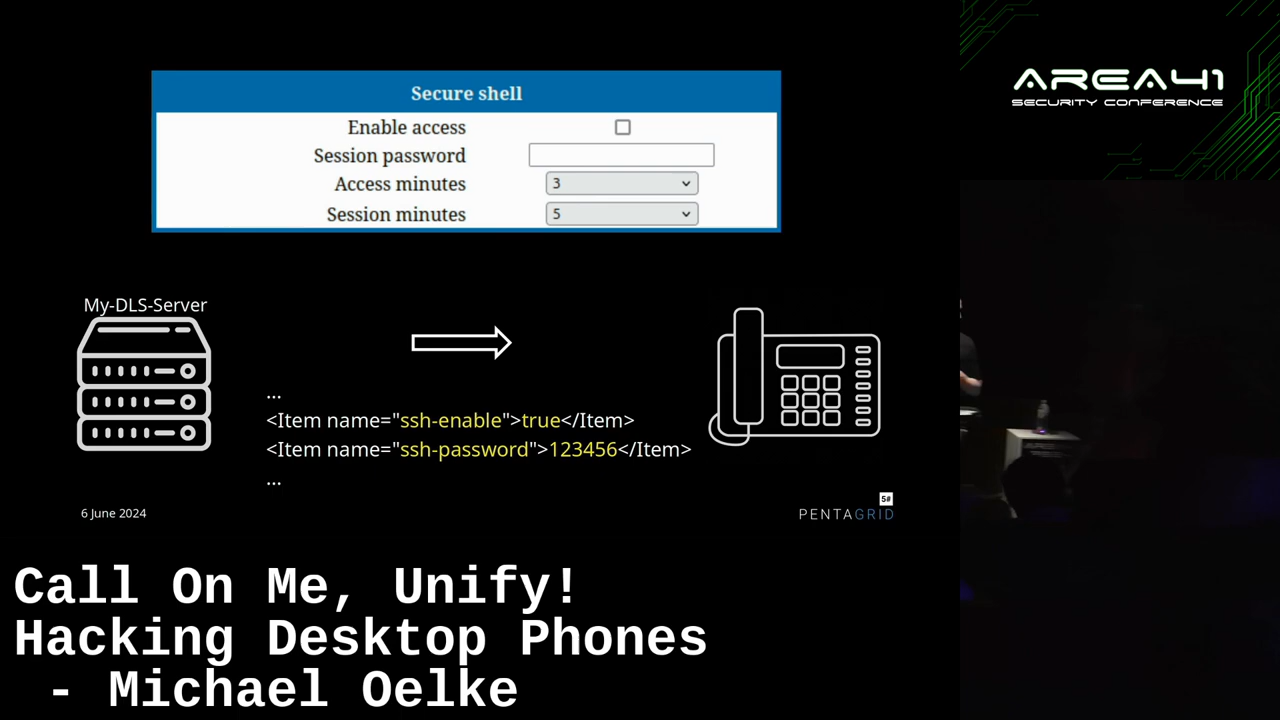 Secure shell
Enable access
Session password
Access minutes 3
Session minutes 5
My-DLS-Server
...
<Item name="ssh-enable">true</Item>
<Item name="ssh-password">123456</Item>
...
6 June 2024
5#
PENTAGRID
AREA41
SECURITY CONFERENCE
Call On Me, Unify!
Hacking Desktop Phones
- Michael Oelke